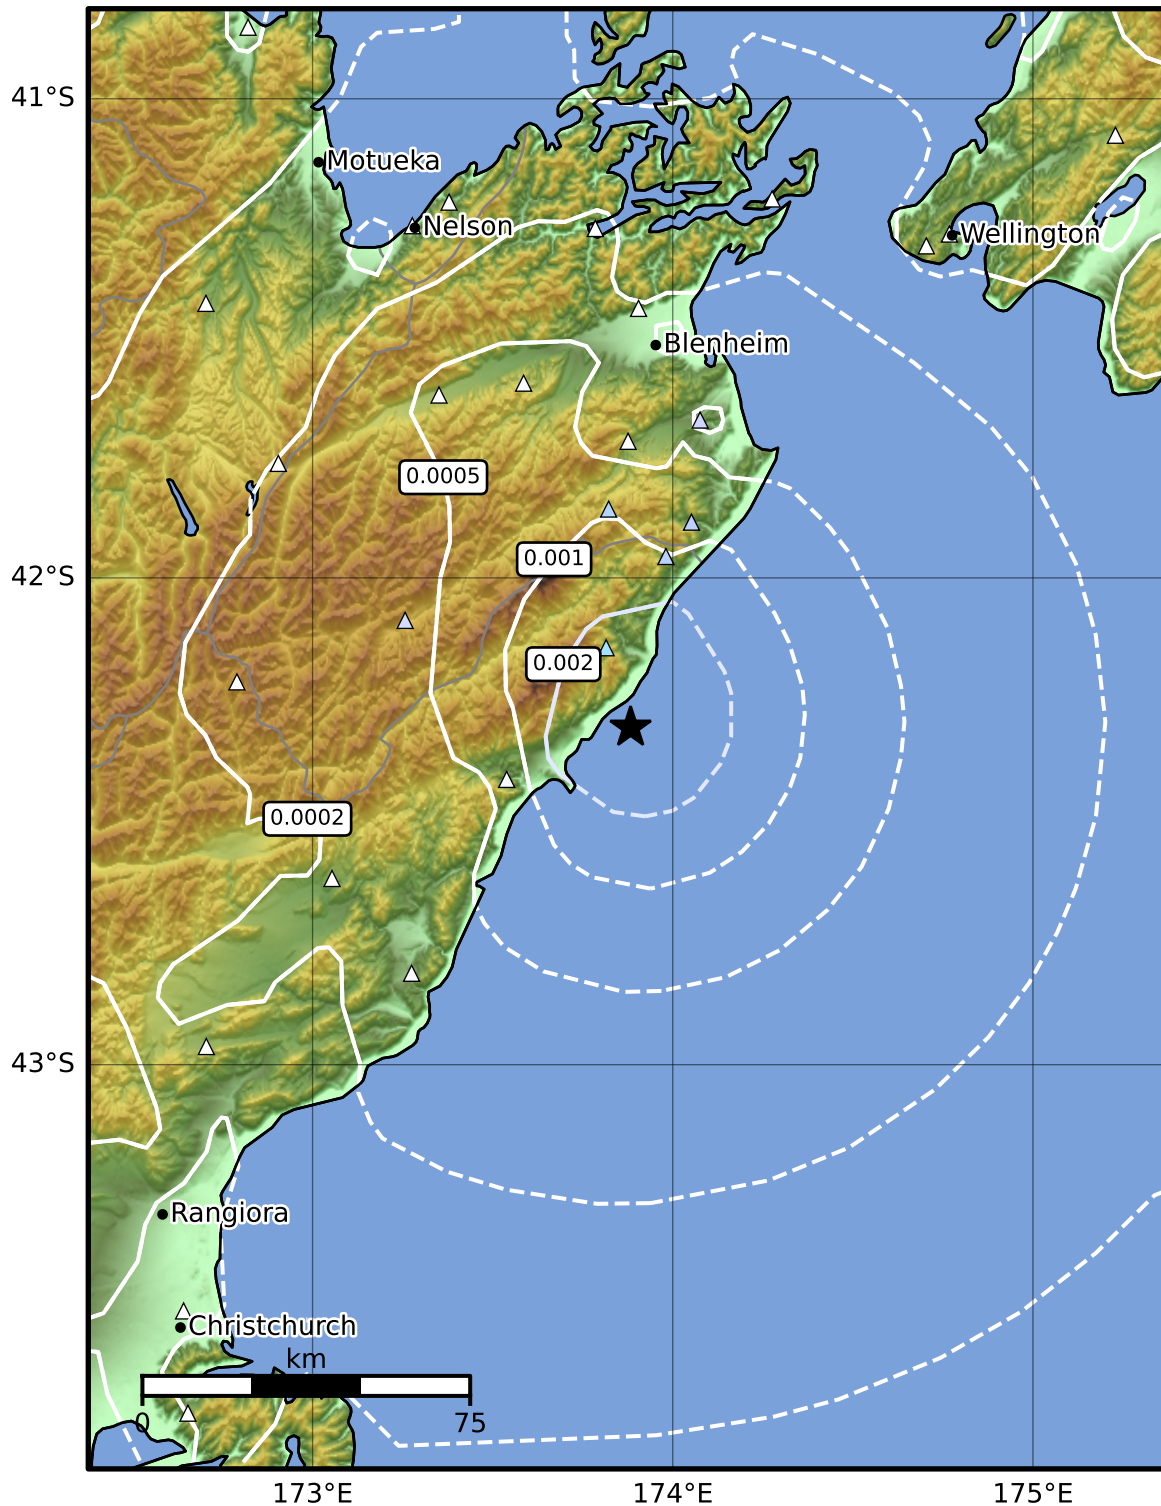 41°S
Motueka
Nelson
Wellington
Blenheim
0.0005
0.001
42°S
0.002
0.0002
43°S
Rangiora
Christchurch
km
0
75
173°E
174°E
175°E